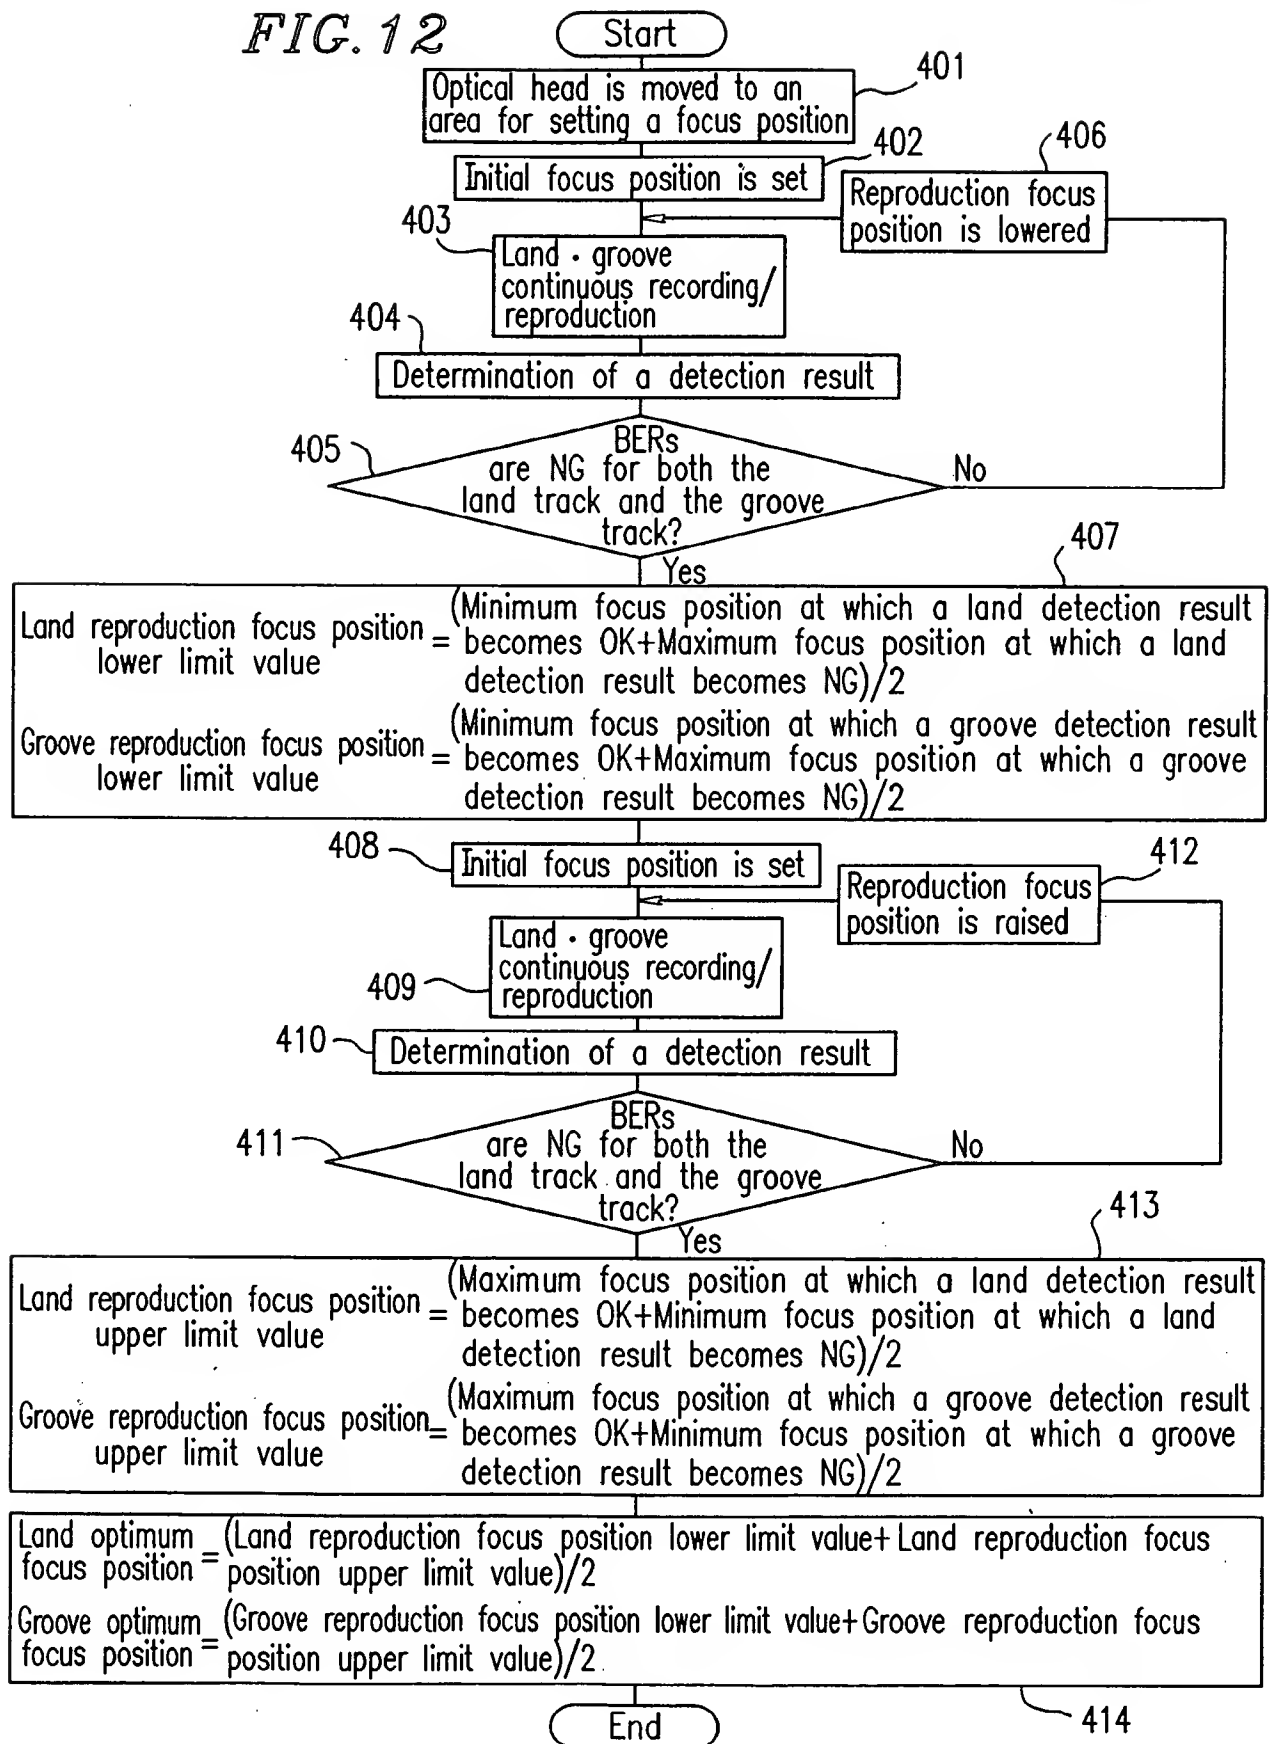 FIG. 12
Start
401
Optical head is moved to an
area for setting a focus position
402
Initial focus position is set
406
Reproduction focus
position is lowered
403
Land · groove
continuous recording/
reproduction
404
Determination of a detection result
405
BERs
are NG for both the
land track and the groove
track?
No
Yes
407
Land reproduction focus position
lower limit value
=
(Minimum focus position at which a land detection result
becomes OK+Maximum focus position at which a land
detection result becomes NG)/2
Groove reproduction focus position
lower limit value
=
(Minimum focus position at which a groove detection result
becomes OK+Maximum focus position at which a groove
detection result becomes NG)/2
408
Initial focus position is set
412
Reproduction focus
position is raised
409
Land · groove
continuous recording/
reproduction
410
Determination of a detection result
411
BERs
are NG for both the
land track and the groove
track?
No
Yes
413
Land reproduction focus position
upper limit value
=
(Maximum focus position at which a land detection result
becomes OK+Minimum focus position at which a land
detection result becomes NG)/2
Groove reproduction focus position
upper limit value
=
(Maximum focus position at which a groove detection result
becomes OK+Minimum focus position at which a groove
detection result becomes NG)/2
Land optimum
focus position
=
(Land reproduction focus position lower limit value+Land reproduction focus
position upper limit value)/2
Groove optimum
focus position
=
(Groove reproduction focus position lower limit value+Groove reproduction focus
position upper limit value)/2
414
End